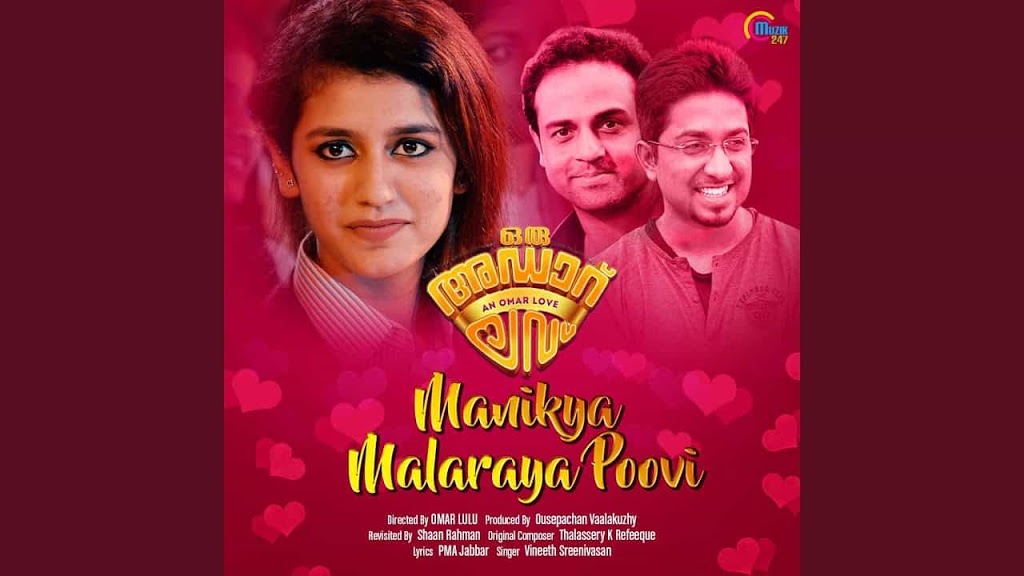 Muzik
247
ഒരു
അഡാറ്
AN OMAR LOVE
ലവ്
Manikya
Malaraya Poovi
Directed By OMAR LULU Produced By Ousepachan Vaalakuzhy
Revisited By Shaan Rahman Original Composer Thalassery K Refeeque
Lyrics PMA Jabbar Singer Vineeth Sreenivasan